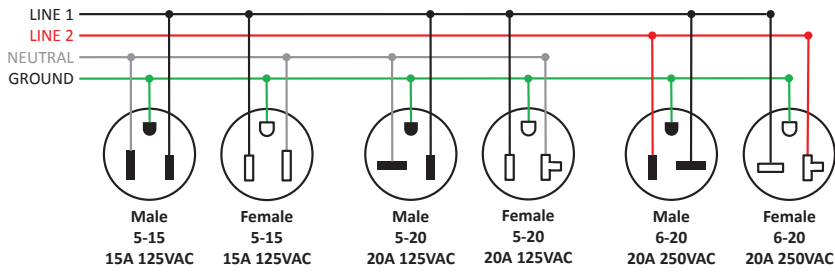 LINE 1
LINE 2
NEUTRAL
GROUND
Male
5-15
15A 125VAC
Female
5-15
15A 125VAC
Male
5-20
20A 125VAC
Female
5-20
20A 125VAC
Male
6-20
20A 250VAC
Female
6-20
20A 250VAC